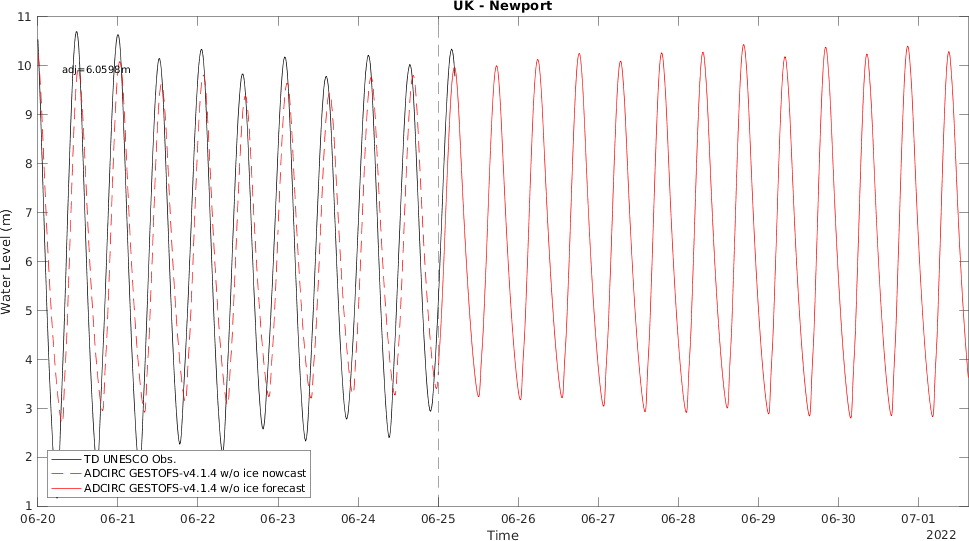 UK - Newport
11
10
9
8
7
6
5
4
3
2
1
Water Level (m)
adj=6.0598m
TD UNESCO Obs.
ADCIRC GESTOFS-v4.1.4 w/o ice nowcast
ADCIRC GESTOFS-v4.1.4 w/o ice forecast
06-20 06-21 06-22 06-23 06-24 06-25 06-26 06-27 06-28 06-29 06-30 07-01
Time
2022